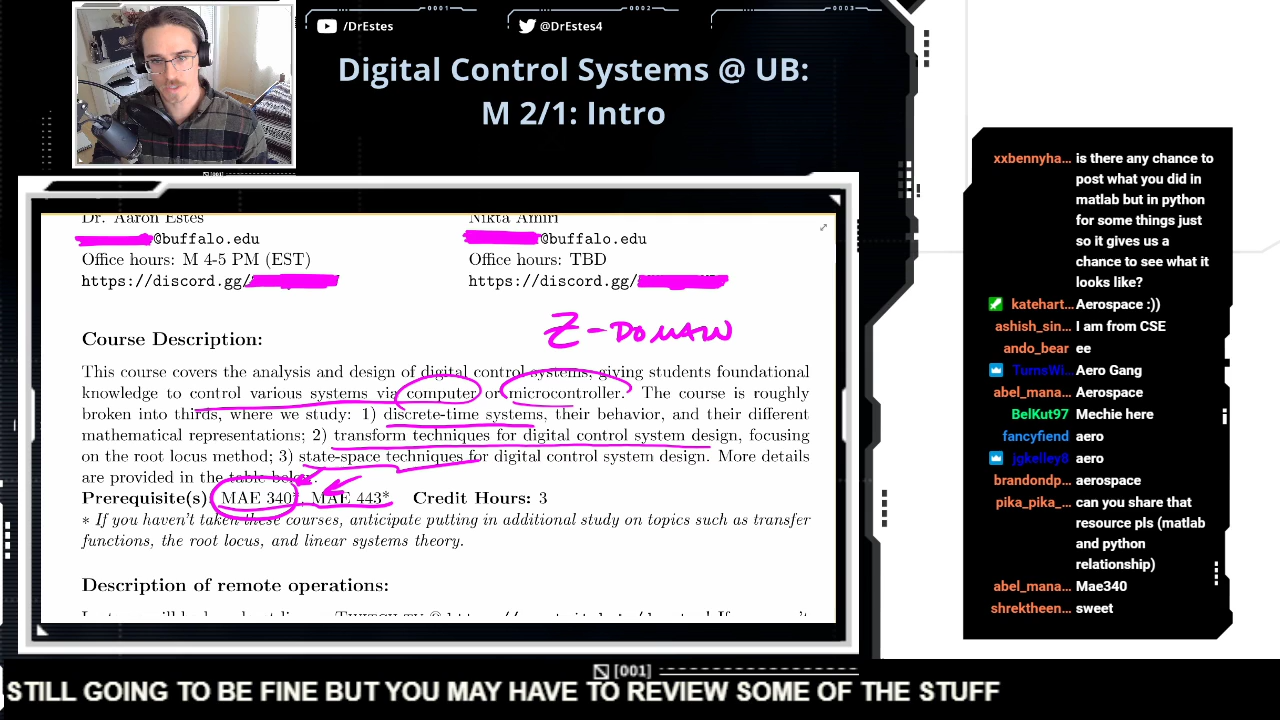 /DrEstes
0001
@DrEstes4
0002
0003
Digital Control Systems @ UB:
M 2/1: Intro
[001]
Dr. Aaron Estes
@buffalo.edu
Office hours: M 4-5 PM (EST)
https://discord.gg/
Nikta Amiri
@buffalo.edu
Office hours: TBD
https://discord.gg/
Z-DOMAIN
Course Description:
This course covers the analysis and design of digital control systems, giving students foundational
knowledge to control various systems via computer or microcontroller. The course is roughly
broken into thirds, where we study: 1) discrete-time systems, their behavior, and their different
mathematical representations; 2) transform techniques for digital control system design, focusing
on the root locus method; 3) state-space techniques for digital control system design. More details
are provided in the table below.
Prerequisite(s) MAE 340*, MAE 443* Credit Hours: 3
* If you haven't taken these courses, anticipate putting in additional study on topics such as transfer
functions, the root locus, and linear systems theory.
Description of remote operations:
xxbennyha... is there any chance to
post what you did in
matlab but in python
for some things just
so it gives us a
chance to see what it
looks like?
katehart... Aerospace :))
ashish_sin... I am from CSE
ando_bear ee
TurnsWi... Aero Gang
abel_mana... Aerospace
BelKut97 Mechie here
fancyfiend aero
jgkelley8 aero
brandondp... aerospace
pika_pika_... can you share that
resource pls (matlab
and python
relationship)
abel_mana... Mae340
shrektheen... sweet
[001]
STILL GOING TO BE FINE BUT YOU MAY HAVE TO REVIEW SOME OF THE STUFF